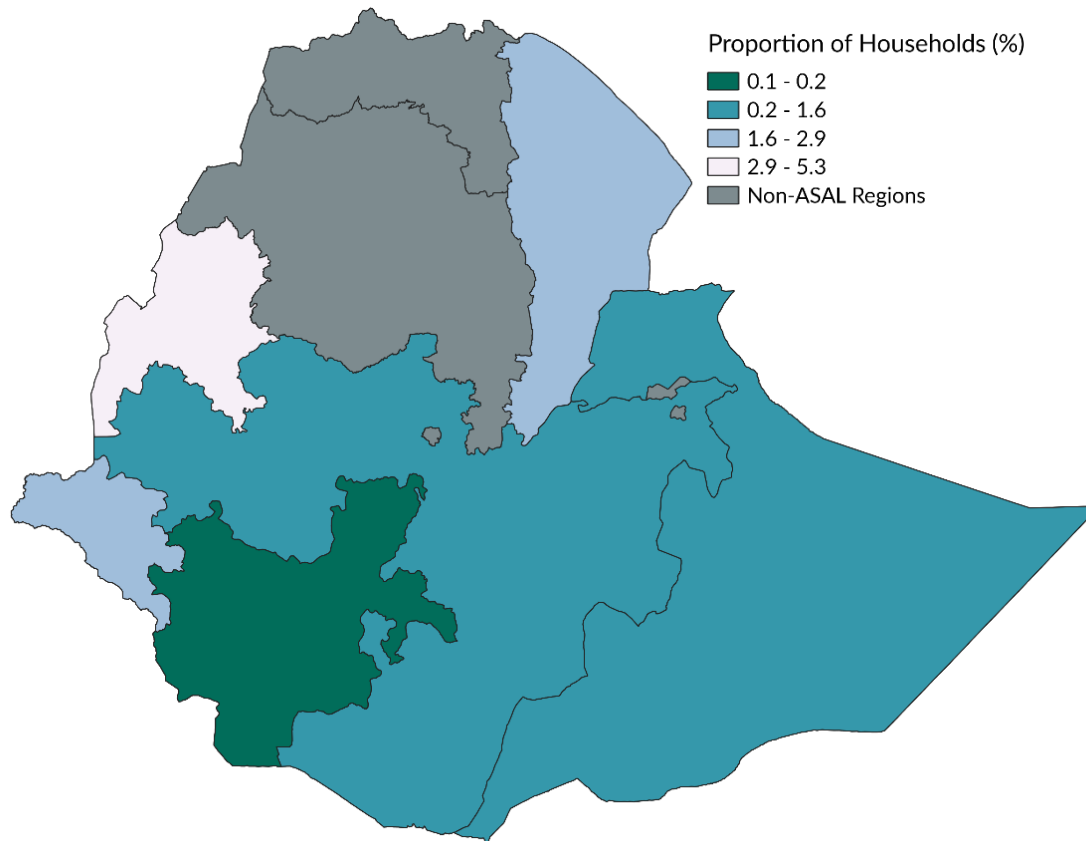 Proportion of Households (%)
0.1 - 0.2
0.2 - 1.6
1.6 - 2.9
2.9 - 5.3
Non-ASAL Regions